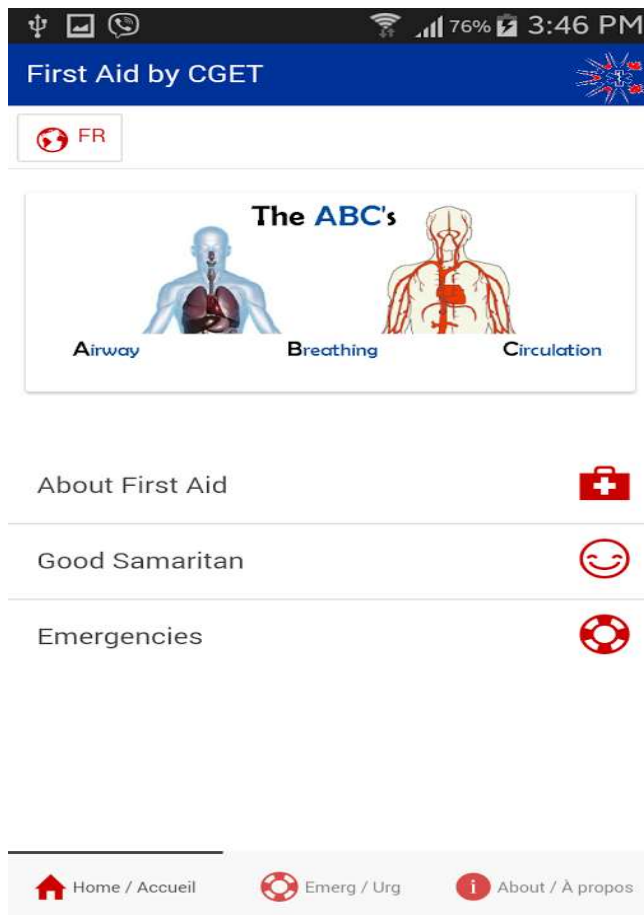 76% 3:46 PM
First Aid by CGET
FR
The ABC's
Airway Breathing Circulation
About First Aid
Good Samaritan
Emergencies
Home / Accueil Emerg / Urg About / À propos